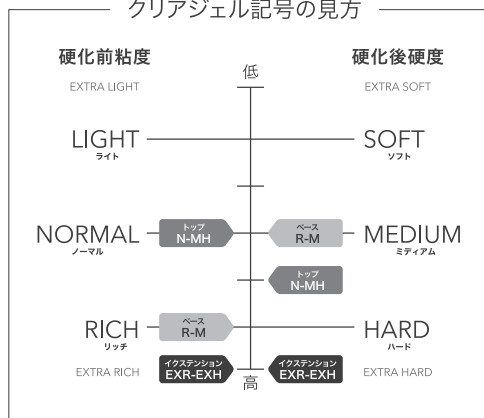 クリアジェル記号の見方
硬化前粘度
硬化後硬度
EXTRA LIGHT
低
EXTRA SOFT
LIGHT
ライト
SOFT
ソフト
NORMAL
ノーマル
トップ
N-MH
ベース
R-M
MEDIUM
ミディアム
トップ
N-MH
RICH
リッチ
ベース
R-M
HARD
ハード
EXTRA RICH
イクステンション
EXR-EXH
高
イクステンション
EXR-EXH
EXTRA HARD